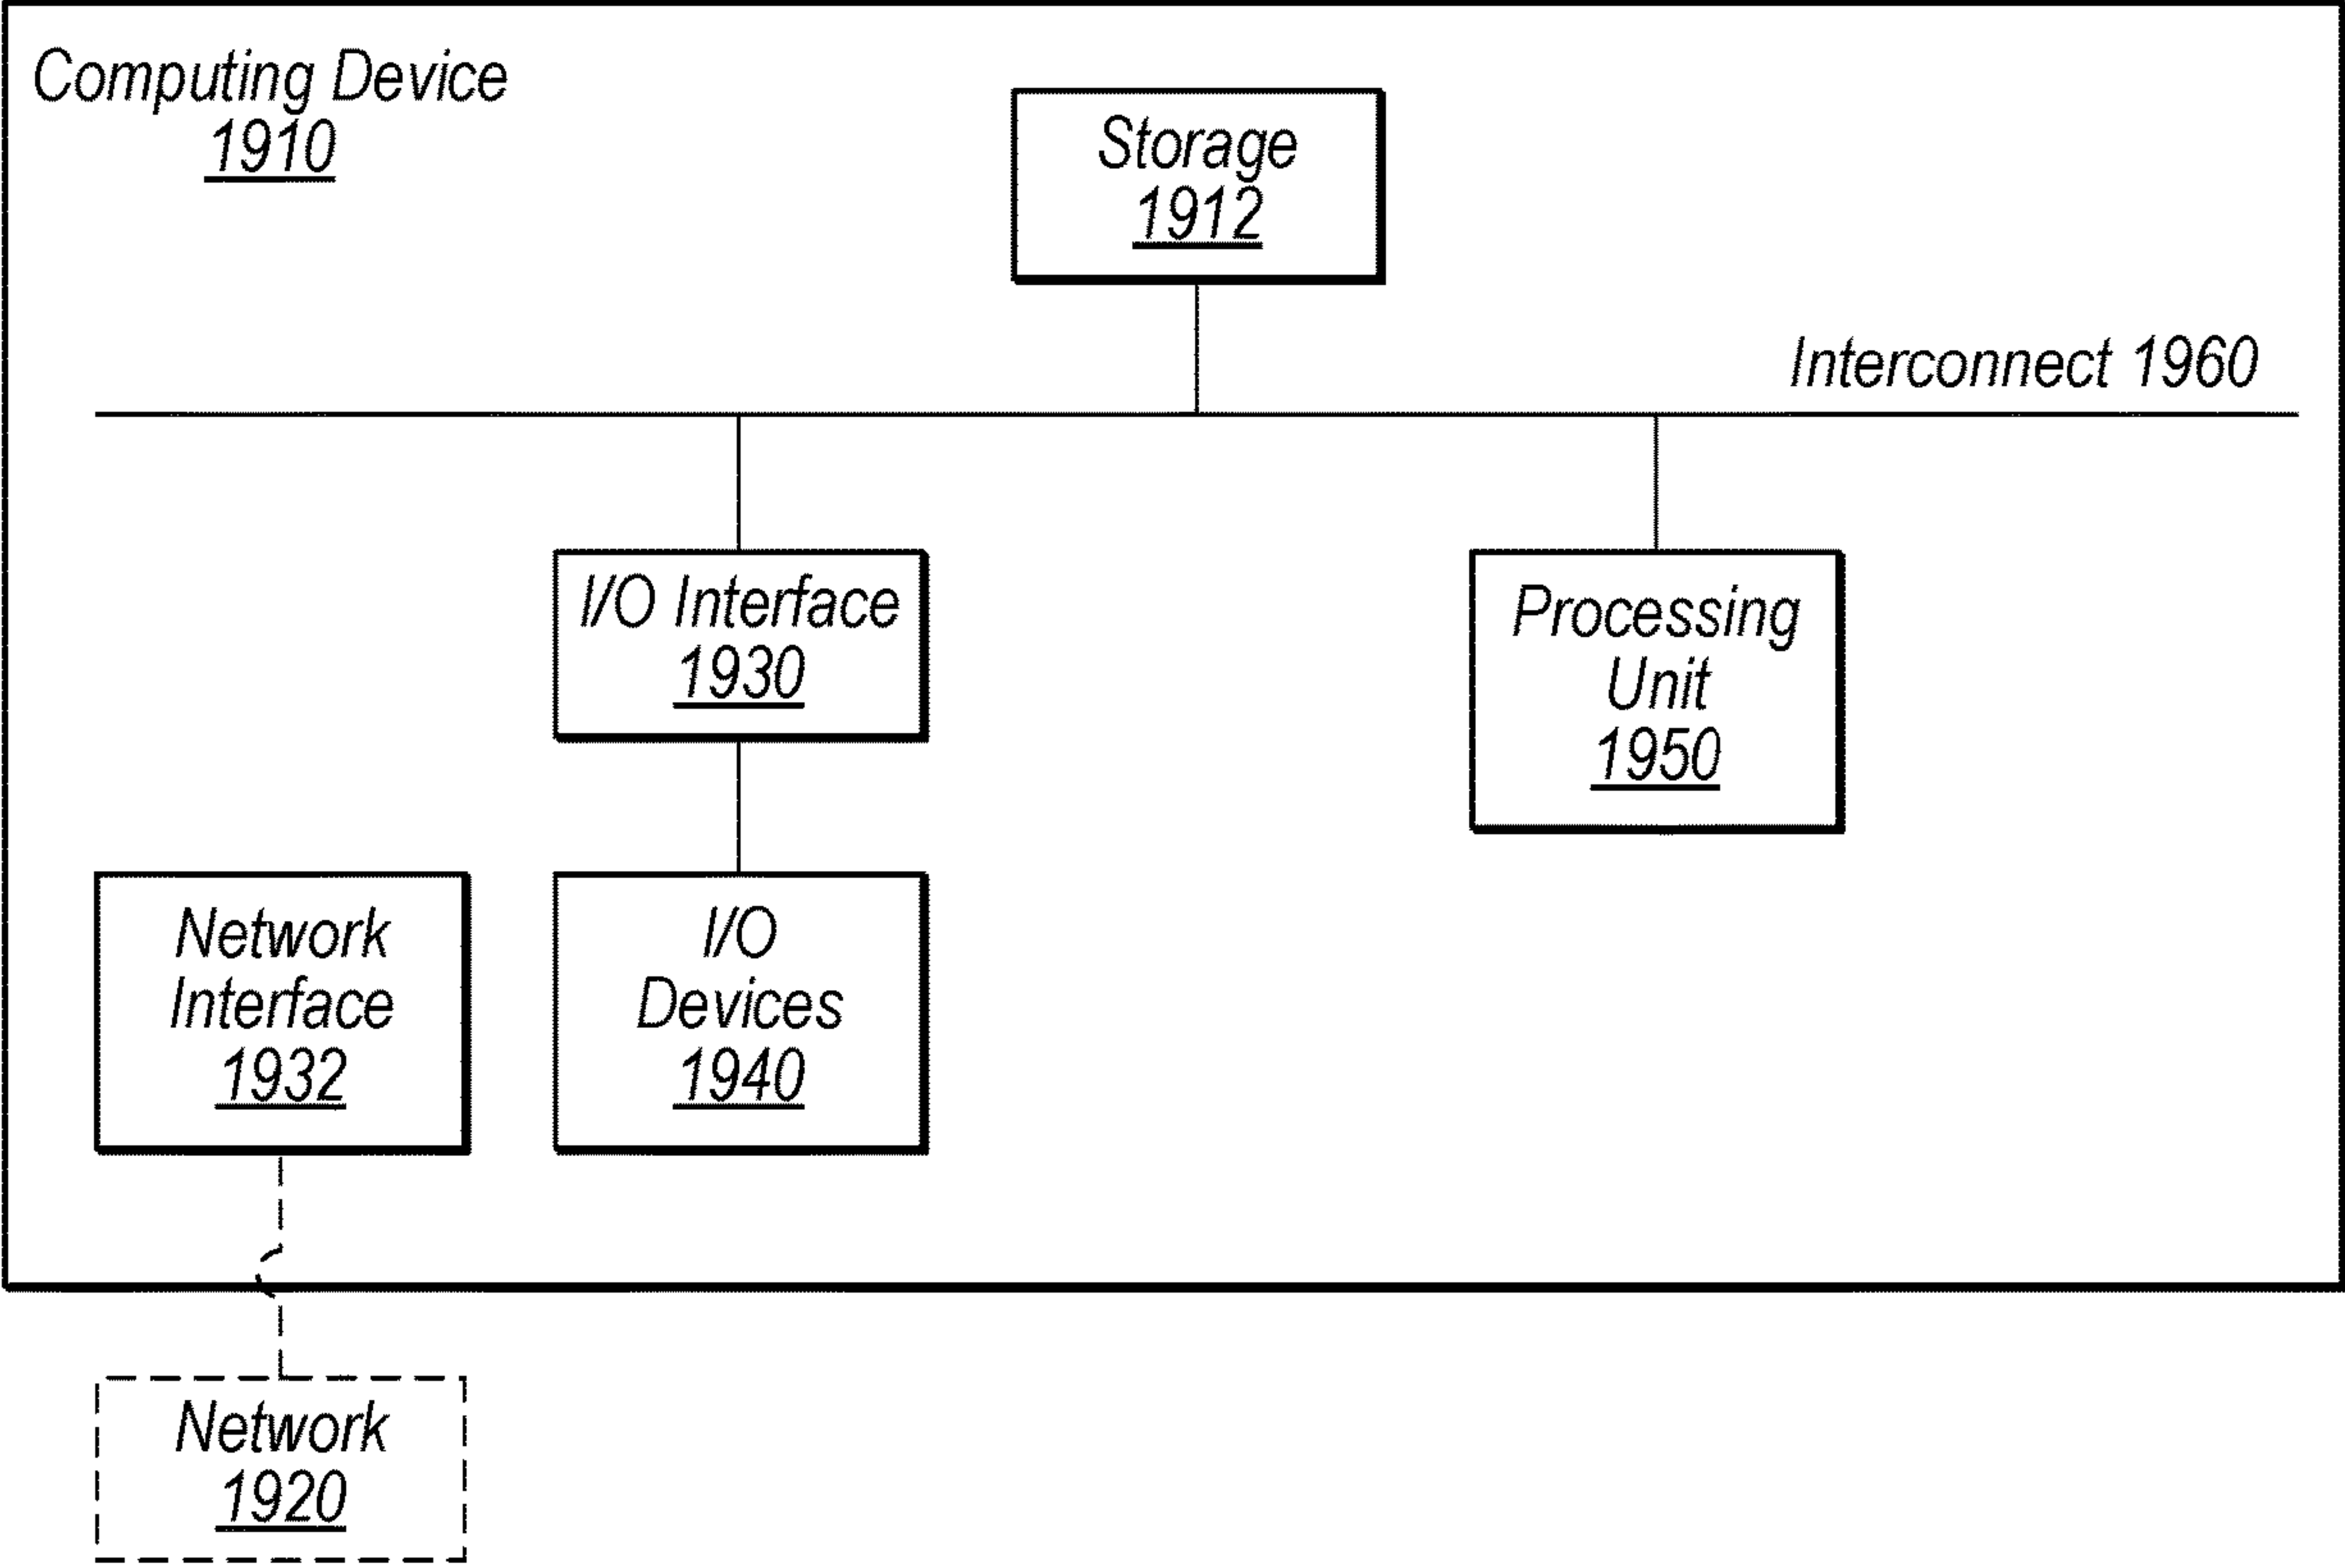 Computing Device
1910
Storage
1912
Interconnect 1960
I/O Interface
1930
Processing
Unit
1950
Network
Interface
1932
I/O
Devices
1940
Network
1920